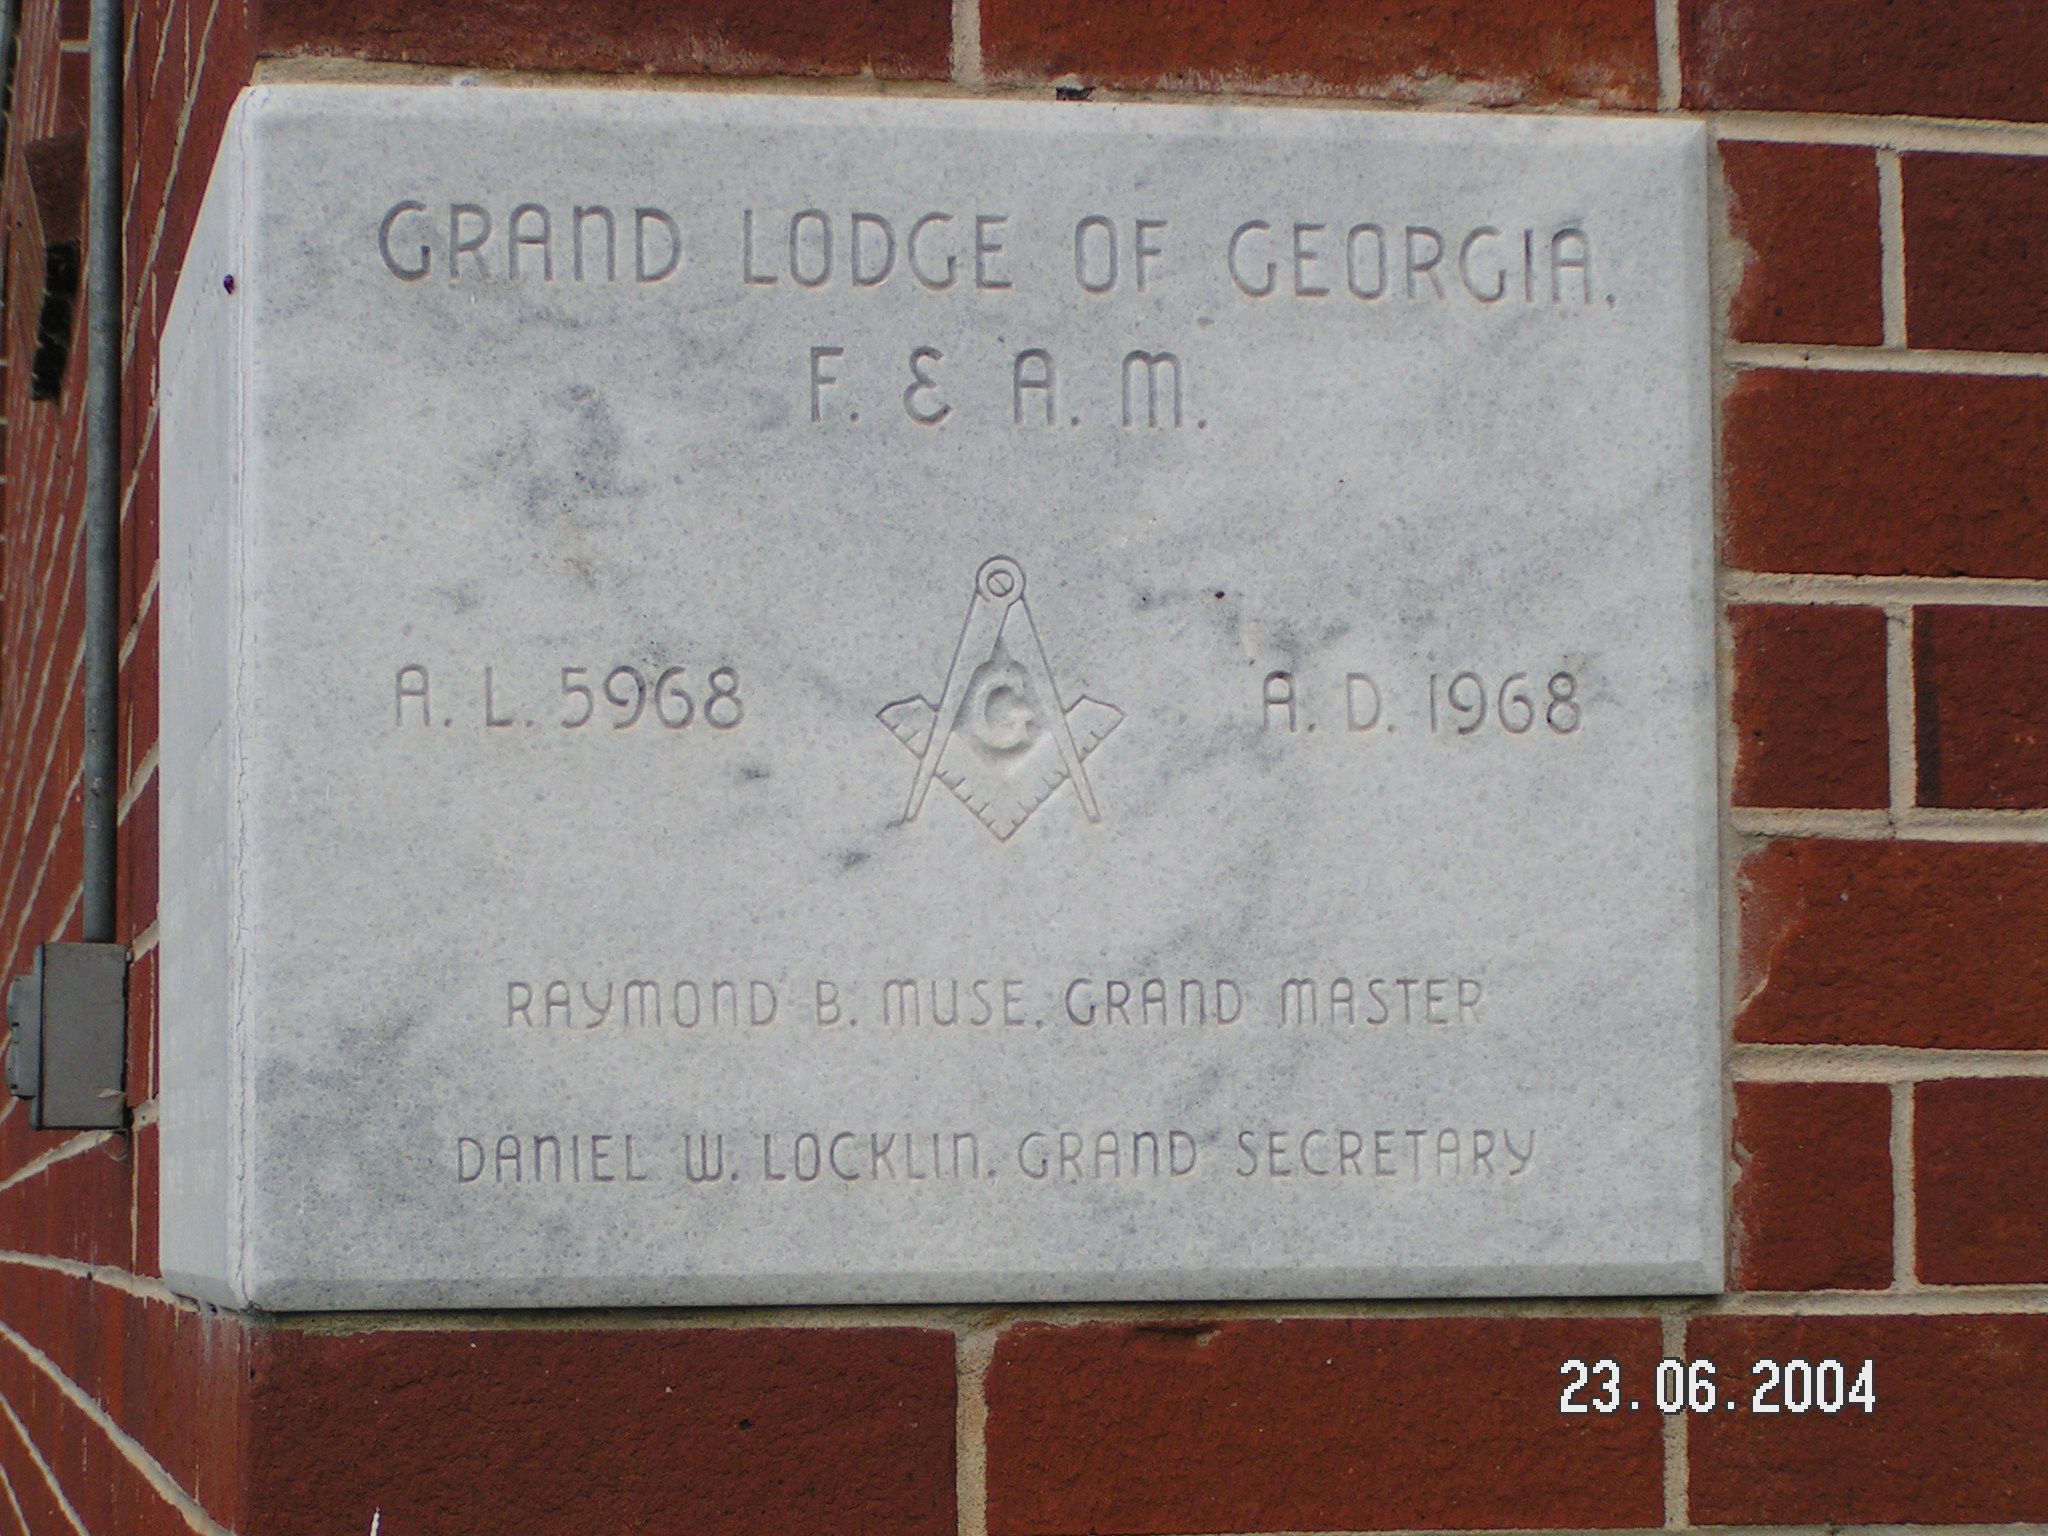 GRAND LODGE OF GEORGIA,
F. & A. M.
A. L. 5968 G A. D. 1968
RAYMOND B. MUSE, GRAND MASTER
DANIEL W. LOCKLIN, GRAND SECRETARY
23.06.2004